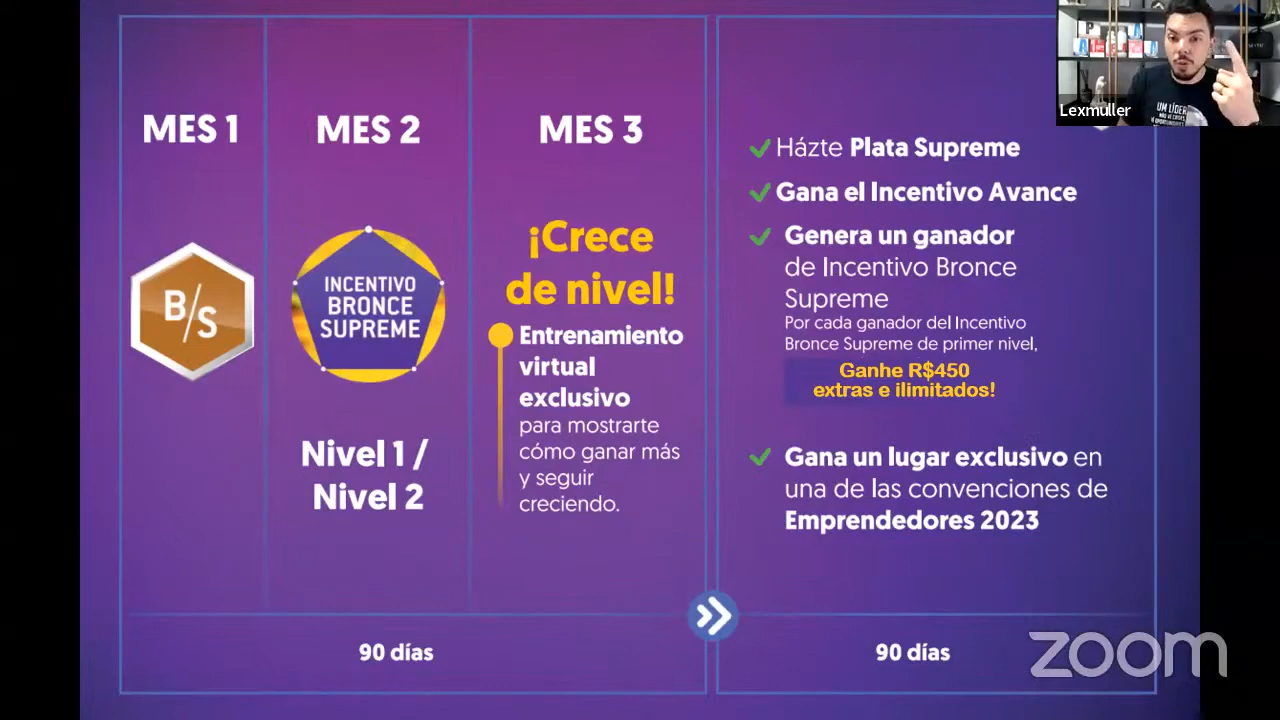 MES 1
B/S
MES 2
INCENTIVO
BRONCE
SUPREME
Nivel 1 /
Nivel 2
MES 3
¡Crece
de nivel!
Entrenamiento
virtual
exclusivo
para mostrarte
cómo ganar más
y seguir
creciendo.
90 días
Házte Plata Supreme
Gana el Incentivo Avance
Genera un ganador
de Incentivo Bronce
Supreme
Por cada ganador del Incentivo
Bronce Supreme de primer nivel,
Ganhe R$450
extras e ilimitados!
Gana un lugar exclusivo en
una de las convenciones de
Emprendedores 2023
90 días
Lexmuller
UM LÍDER
zoom